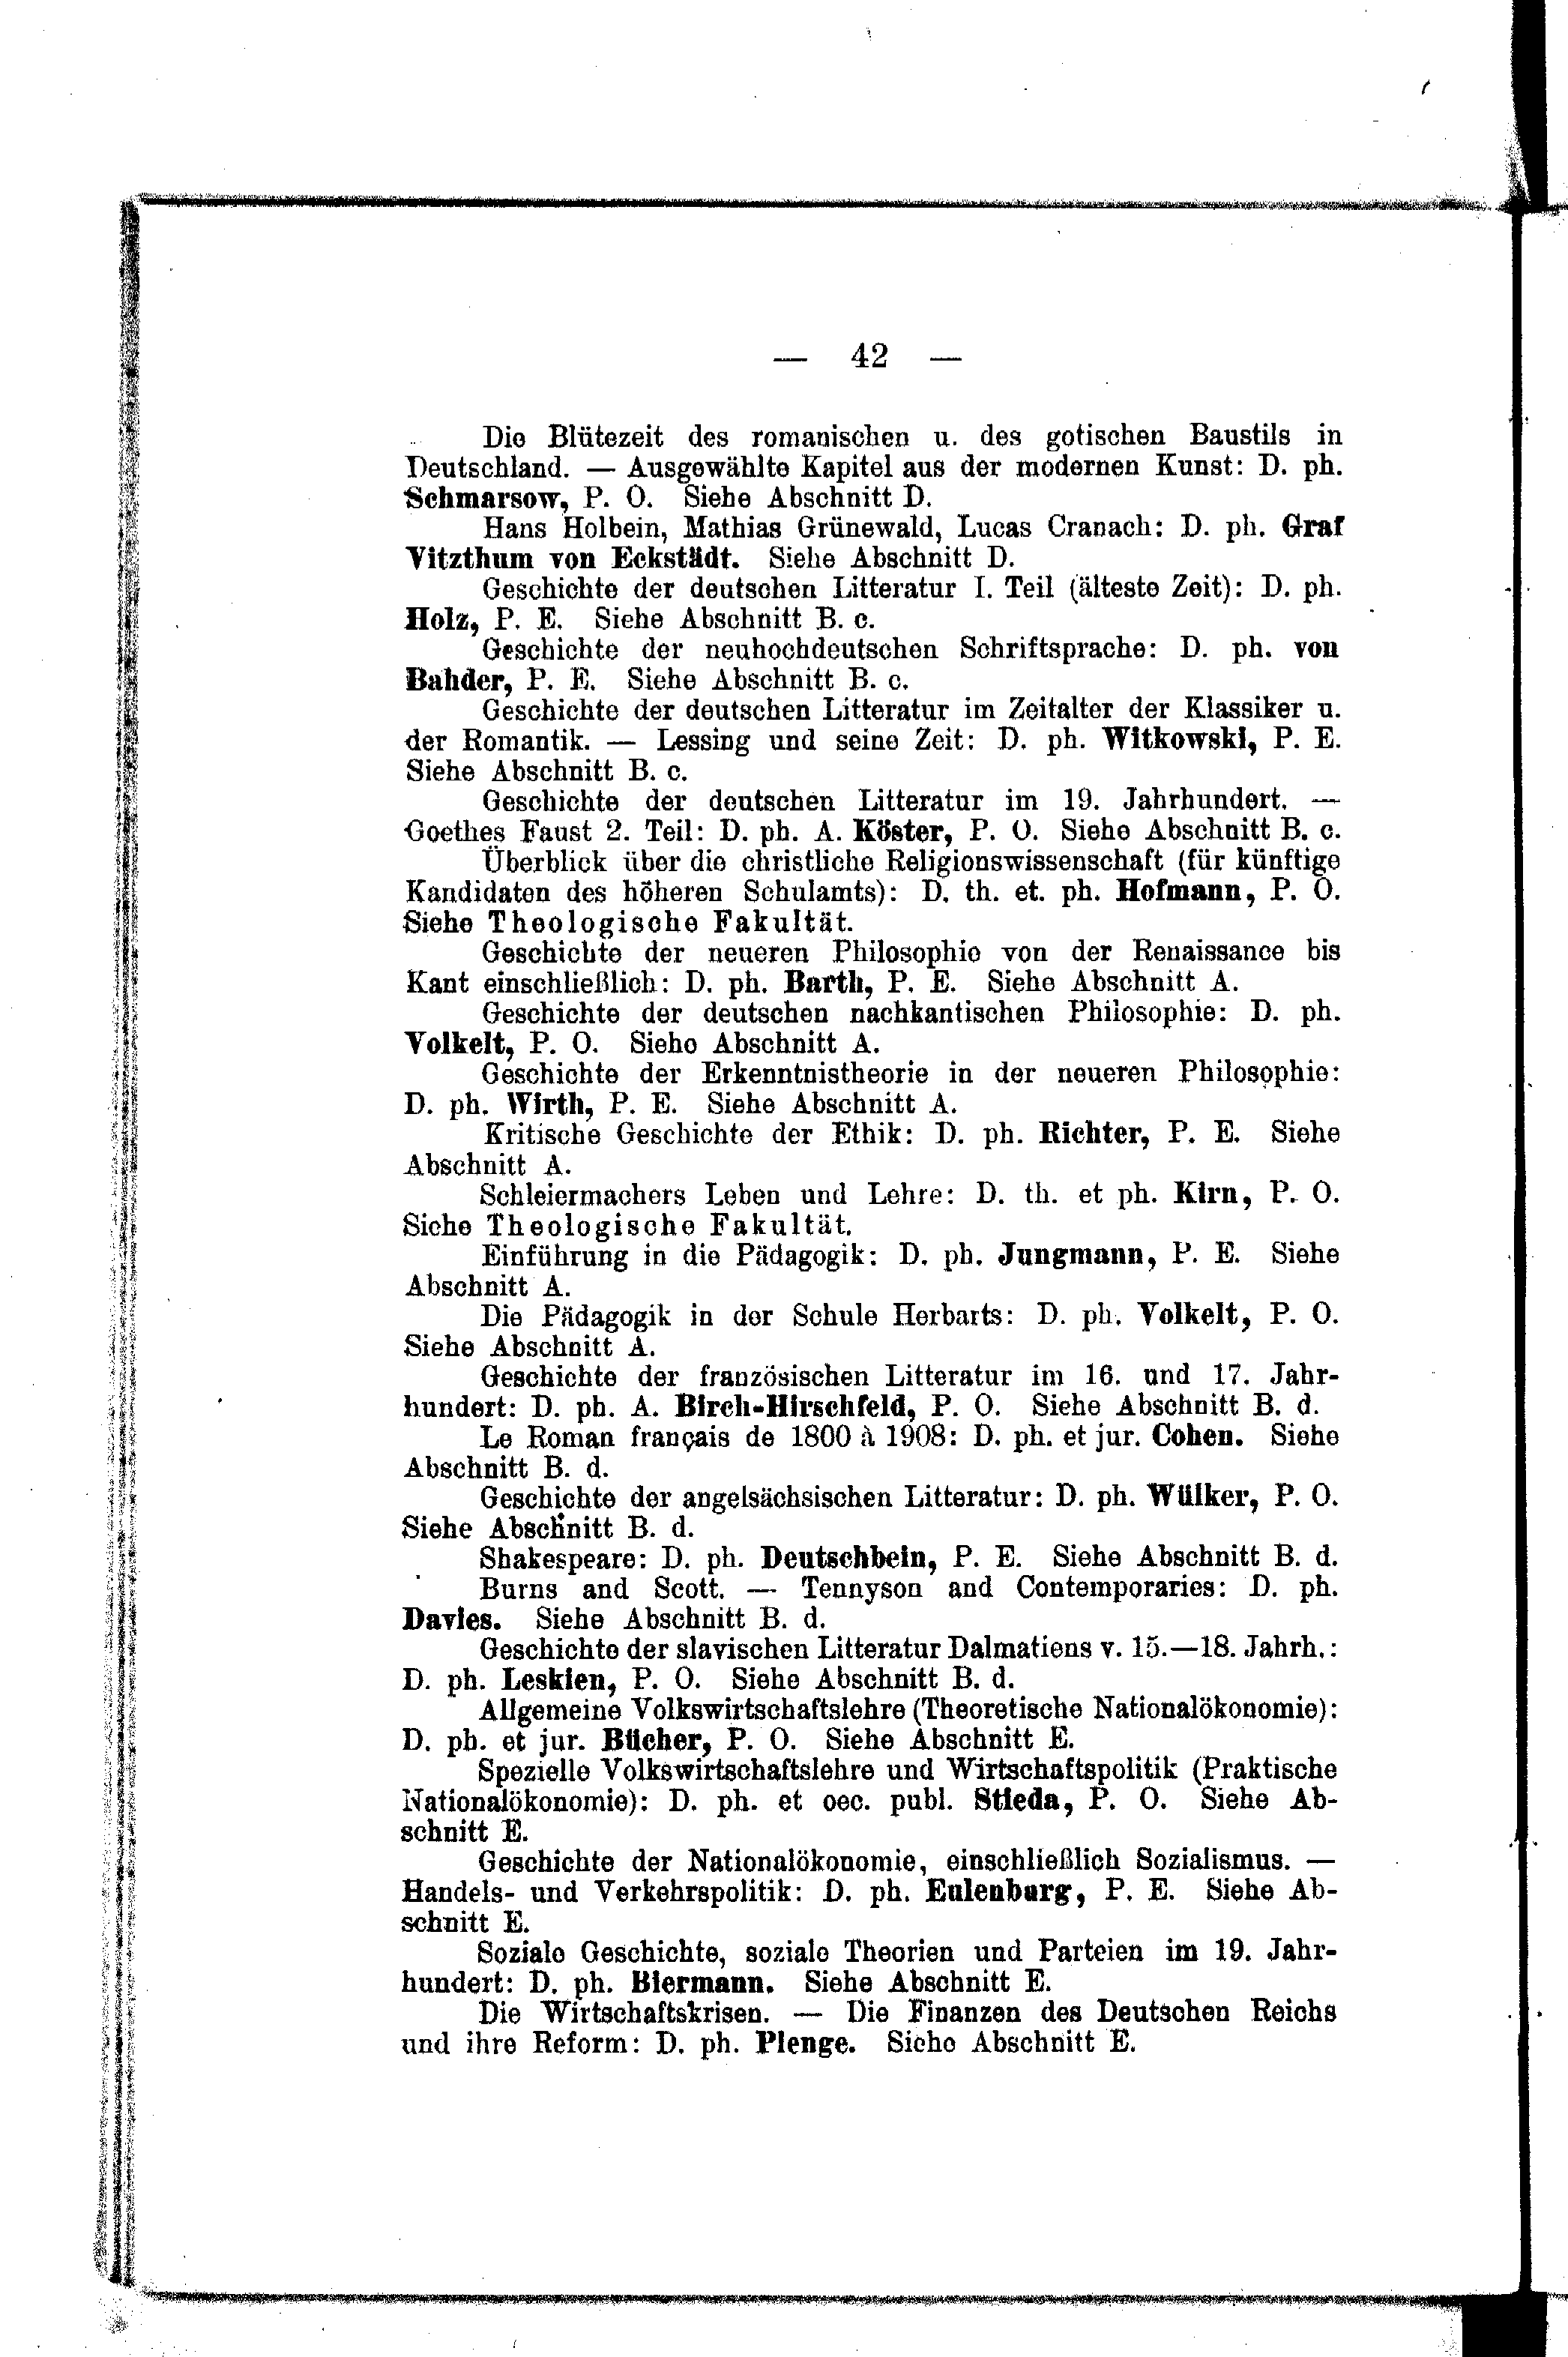 — 42 —
Die Blütezeit des romanischen u. des gotischen Baustils in
Deutschland. — Ausgewählte Kapitel aus der modernen Kunst: D. ph.
Schmarsow, P. O. Siehe Abschnitt D.
Hans Holbein, Mathias Grünewald, Lucas Cranach: D. ph. Graf
Vitzthum von Eckstädt. Siehe Abschnitt D.
Geschichte der deutschen Litteratur I. Teil (älteste Zeit): D. ph.
Holz, P. E. Siehe Abschnitt B. c.
Geschichte der neuhochdeutschen Schriftsprache: D. ph. von
Bahder, P. E. Siehe Abschnitt B. c.
Geschichte der deutschen Litteratur im Zeitalter der Klassiker u.
der Romantik. — Lessing und seine Zeit: D. ph. Witkowski, P. E.
Siehe Abschnitt B. c.
Geschichte der deutschen Litteratur im 19. Jahrhundert. —
Goethes Faust 2. Teil: D. ph. A. Köster, P. O. Siehe Abschnitt B. c.
Überblick über die christliche Religionswissenschaft (für künftige
Kandidaten des höheren Schulamts): D. th. et. ph. Hofmann, P. O.
Siehe Theologische Fakultät.
Geschichte der neueren Philosophie von der Renaissance bis
Kant einschließlich: D. ph. Barth, P. E. Siehe Abschnitt A.
Geschichte der deutschen nachkantischen Philosophie: D. ph.
Volkelt, P. O. Siehe Abschnitt A.
Geschichte der Erkenntnistheorie in der neueren Philosophie:
D. ph. Wirth, P. E. Siehe Abschnitt A.
Kritische Geschichte der Ethik: D. ph. Richter, P. E. Siehe
Abschnitt A.
Schleiermachers Leben und Lehre: D. th. et ph. Kirn, P. O.
Siehe Theologische Fakultät.
Einführung in die Pädagogik: D. ph. Jungmann, P. E. Siehe
Abschnitt A.
Die Pädagogik in der Schule Herbarts: D. ph. Volkelt, P. O.
Siehe Abschnitt A.
Geschichte der französischen Litteratur im 16. und 17. Jahr-
hundert: D. ph. A. Birch-Hirschfeld, P. O. Siehe Abschnitt B. d.
Le Roman français de 1800 à 1908: D. ph. et jur. Cohen. Siehe
Abschnitt B. d.
Geschichte der angelsächsischen Litteratur: D. ph. Wülker, P. O.
Siehe Abschnitt B. d.
Shakespeare: D. ph. Deutschbein, P. E. Siehe Abschnitt B. d.
Burns and Scott. — Tennyson and Contemporaries: D. ph.
Davies. Siehe Abschnitt B. d.
Geschichte der slavischen Litteratur Dalmatiens v. 15.—18. Jahrh.:
D. ph. Leskien, P. O. Siehe Abschnitt B. d.
Allgemeine Volkswirtschaftslehre (Theoretische Nationalökonomie):
D. ph. et jur. Bücher, P. O. Siehe Abschnitt E.
Spezielle Volkswirtschaftslehre und Wirtschaftspolitik (Praktische
Nationalökonomie): D. ph. et oec. publ. Stieda, P. O. Siehe Ab-
schnitt E.
Geschichte der Nationalökonomie, einschließlich Sozialismus. —
Handels- und Verkehrspolitik: D. ph. Eulenburg, P. E. Siehe Ab-
schnitt E.
Soziale Geschichte, soziale Theorien und Parteien im 19. Jahr-
hundert: D. ph. Biermann. Siehe Abschnitt E.
Die Wirtschaftskrisen. — Die Finanzen des Deutschen Reichs
und ihre Reform: D. ph. Plenge. Siehe Abschnitt E.